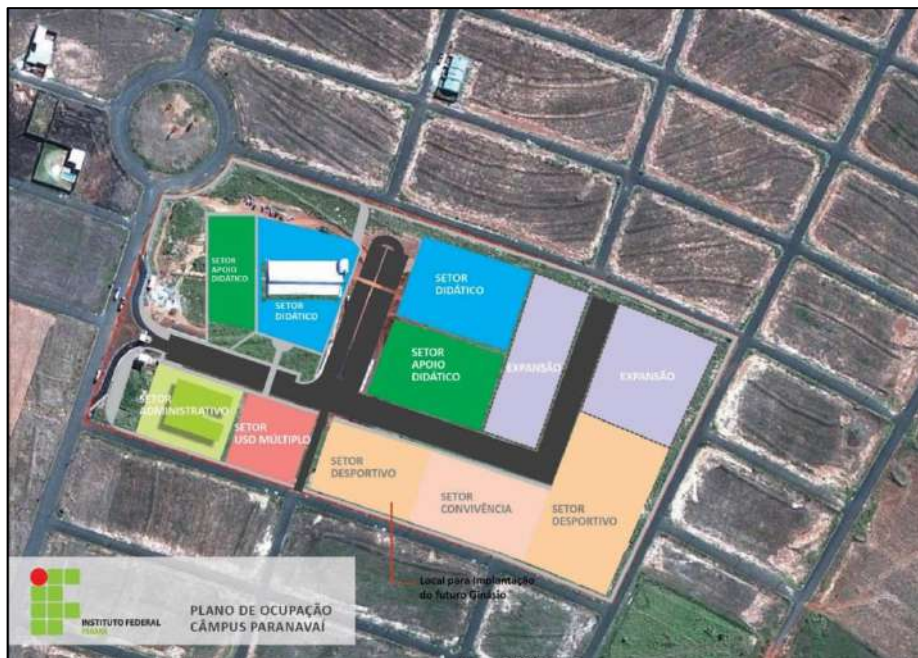 SETOR
APOIO
DIDÁTICO
SETOR
DIDÁTICO
SETOR
DIDÁTICO
SETOR
APOIO
DIDÁTICO
EXPANSÃO
EXPANSÃO
SETOR
ADMINISTRATIVO
SETOR
USO MÚLTIPLO
SETOR
DESPORTIVO
SETOR
CONVIVÊNCIA
SETOR
DESPORTIVO
Local para Implantação
do futuro Ginásio
INSTITUTO FEDERAL
PARANÁ
PLANO DE OCUPAÇÃO
CÂMPUS PARANAVAÍ